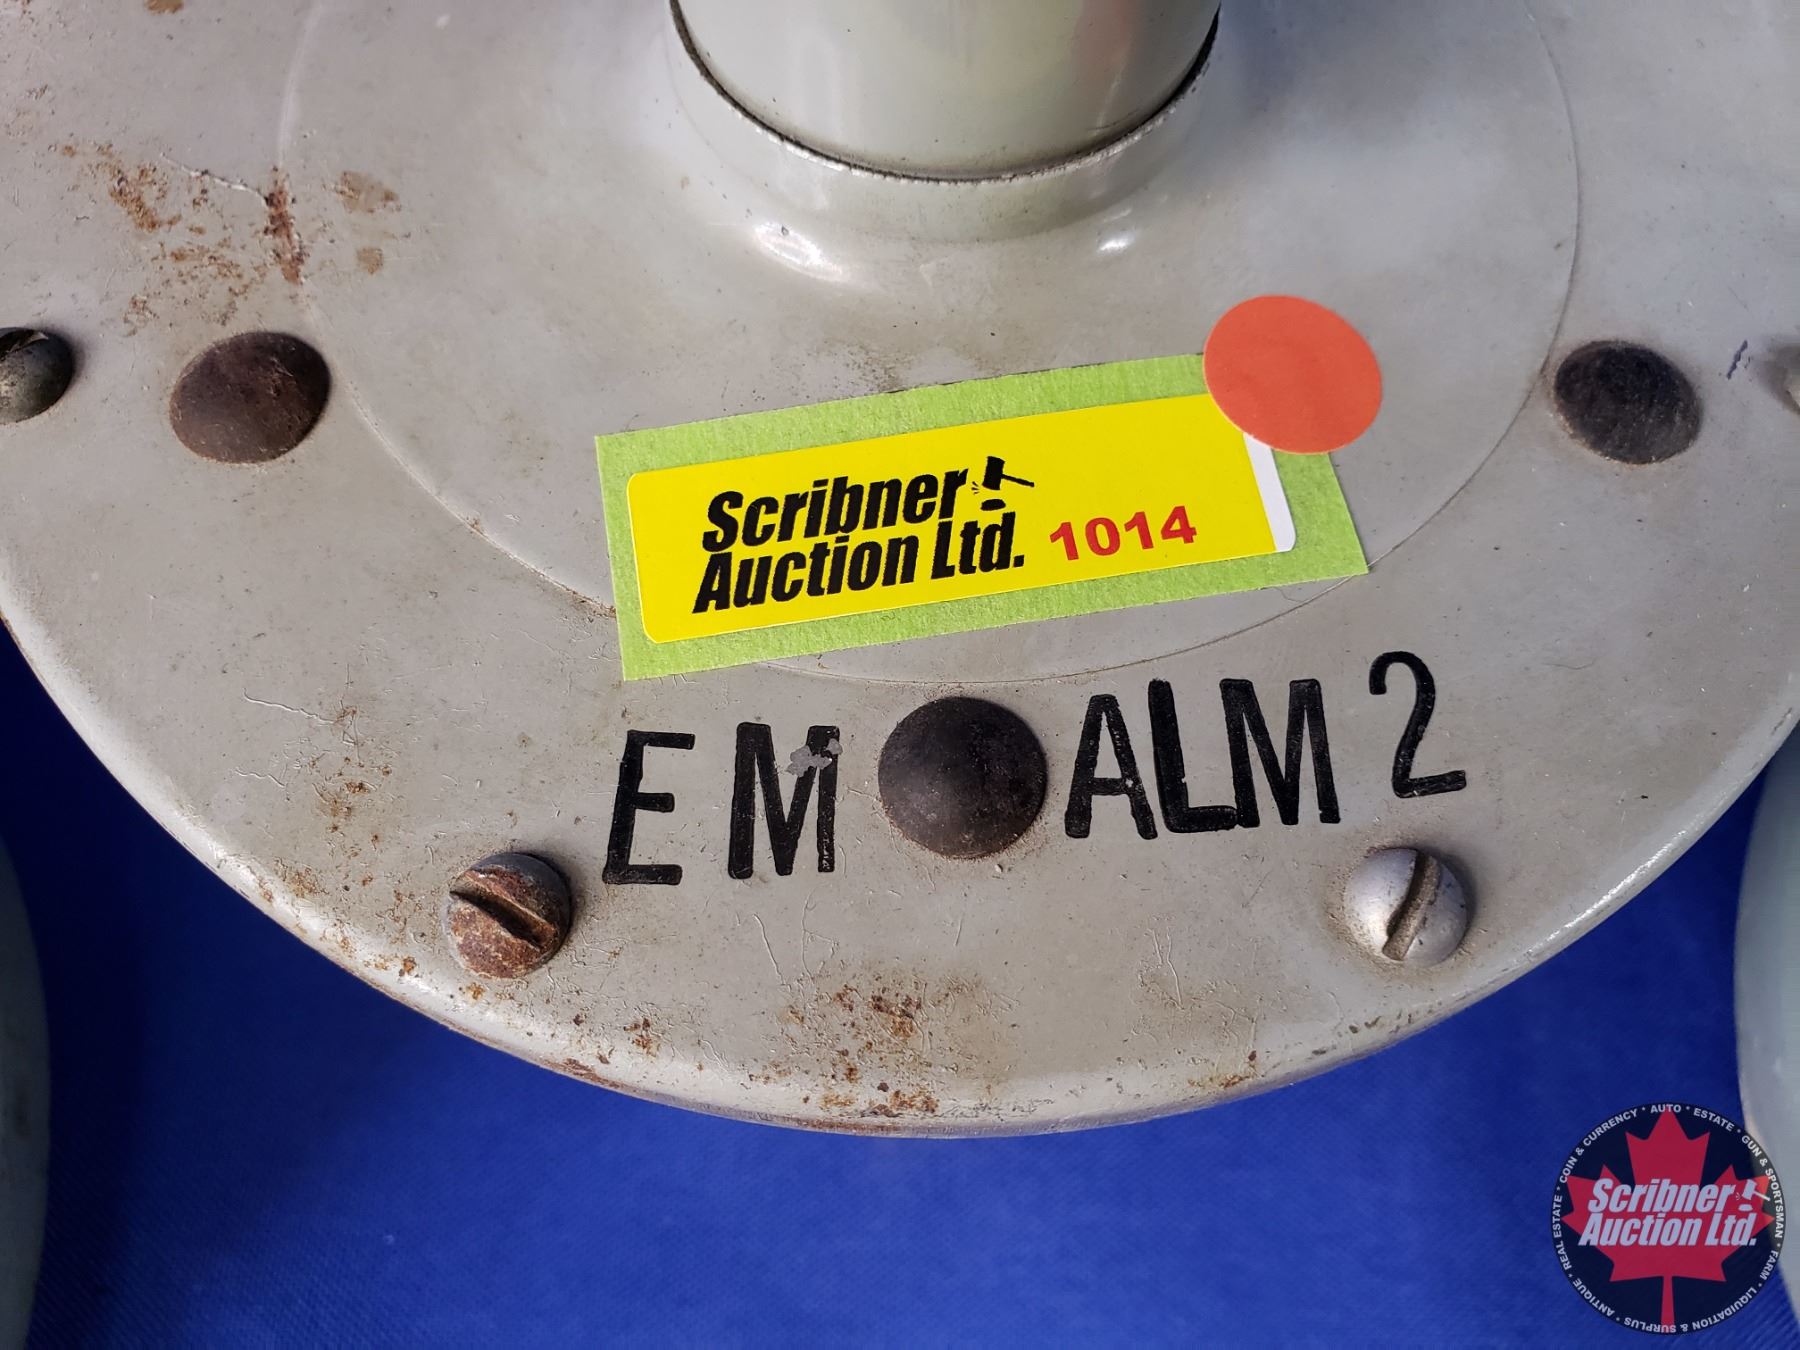 Scribner
Auction Ltd. 1014
EM ALM 2
COIN & CURRENCY * AUTO * ESTATE * GUN & SPORTSMAN * FARM * LIQUIDATION & SURPLUS * ANTIQUE * REAL ESTATE *
Scribner
Auction Ltd.